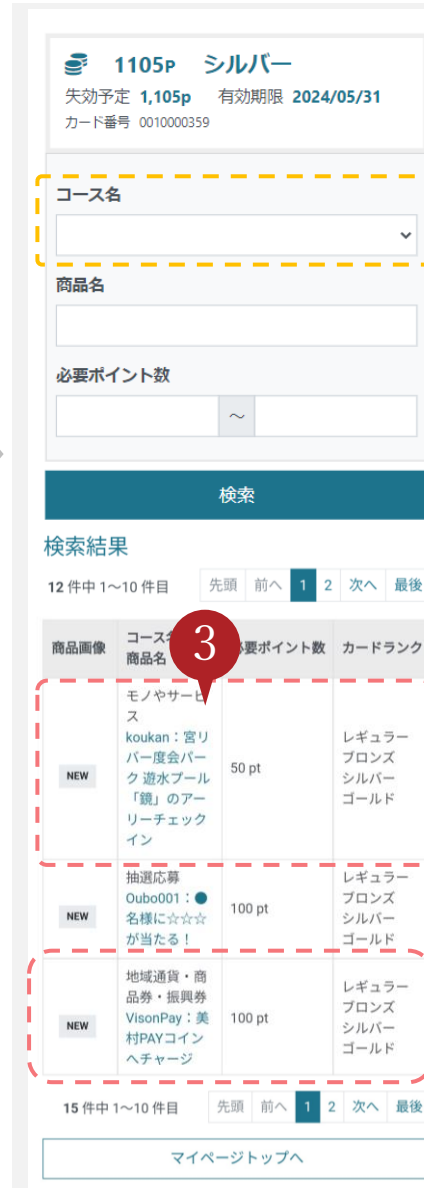 1105P シルバー
失効予定 1,105p 有効期限 2024/05/31
カード番号 0010000359
コース名
商品名
必要ポイント数
～
検索
検索結果
12 件中 1～10 件目 先頭 前へ 1 2 次へ 最後
商品画像 コース名 必要ポイント数 カードランク
商品名
3
モノやサービ
ス
koukan：宮リ
バー度会パー
ク 遊水プール
「鏡」のアー
リーチェック
イン
NEW
50 pt
レギュラー
ブロンズ
シルバー
ゴールド
抽選応募
Oubo001：●
名様に☆☆☆
が当たる！
NEW
100 pt
レギュラー
ブロンズ
シルバー
ゴールド
地域通貨・商
品券・振興券
VisonPay：美
村PAYコイン
へチャージ
NEW
100 pt
レギュラー
ブロンズ
シルバー
ゴールド
15 件中 1～10 件目 先頭 前へ 1 2 次へ 最後
マイページトップへ